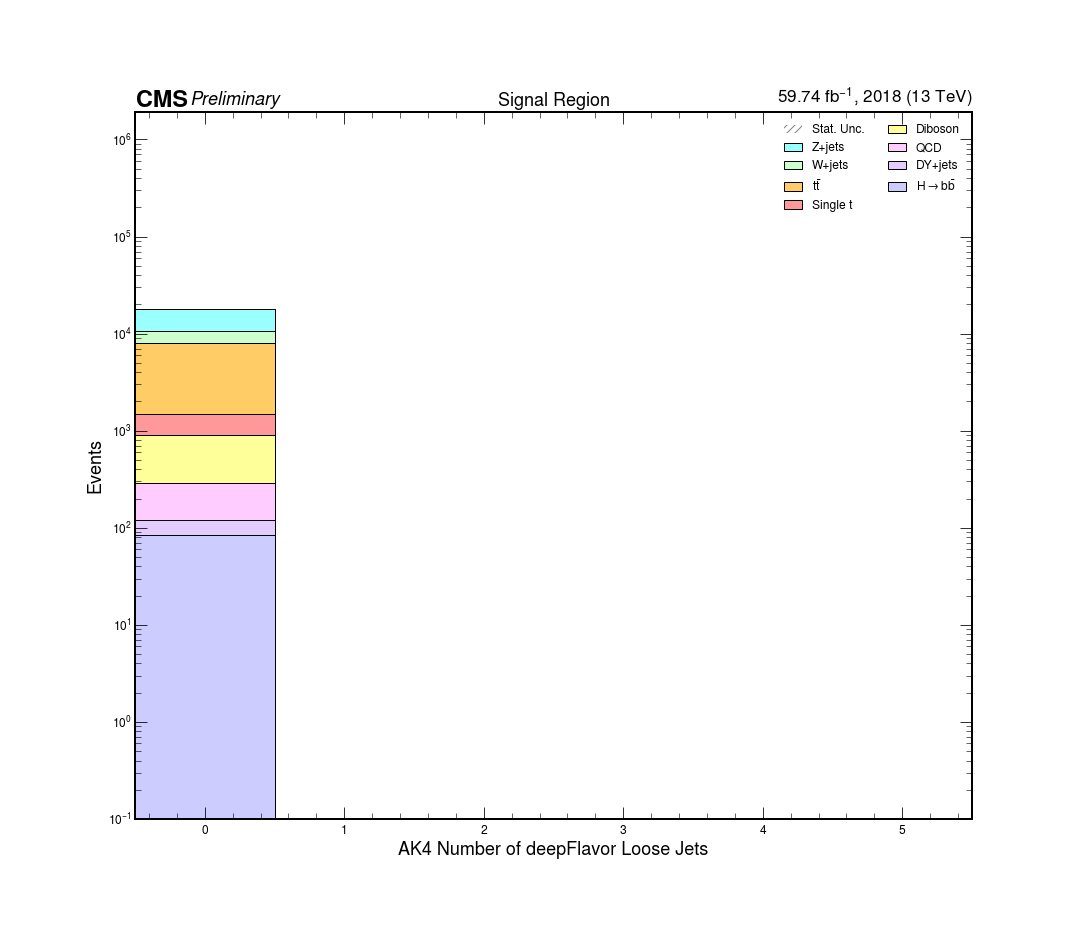 CMS Preliminary
Signal Region
59.74 fb⁻¹, 2018 (13 TeV)
Stat. Unc.
Z+jets
W+jets
tt̄
Single t
Diboson
QCD
DY+jets
H→bb̄
10⁶
10⁵
10⁴
10³
10²
10¹
10⁰
10⁻¹
Events
0 1 2 3 4 5
AK4 Number of deepFlavor Loose Jets